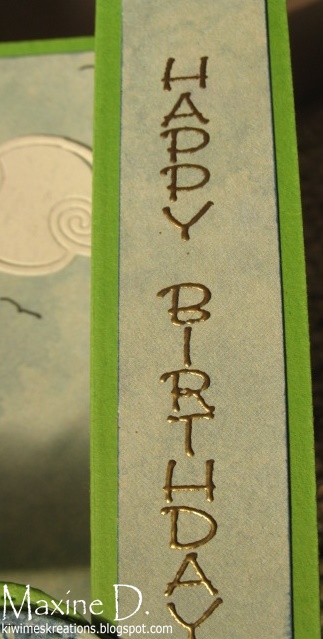 HAPPY BIRTHDAY
Maxine D.
kiwimeskreations.blogspot.com